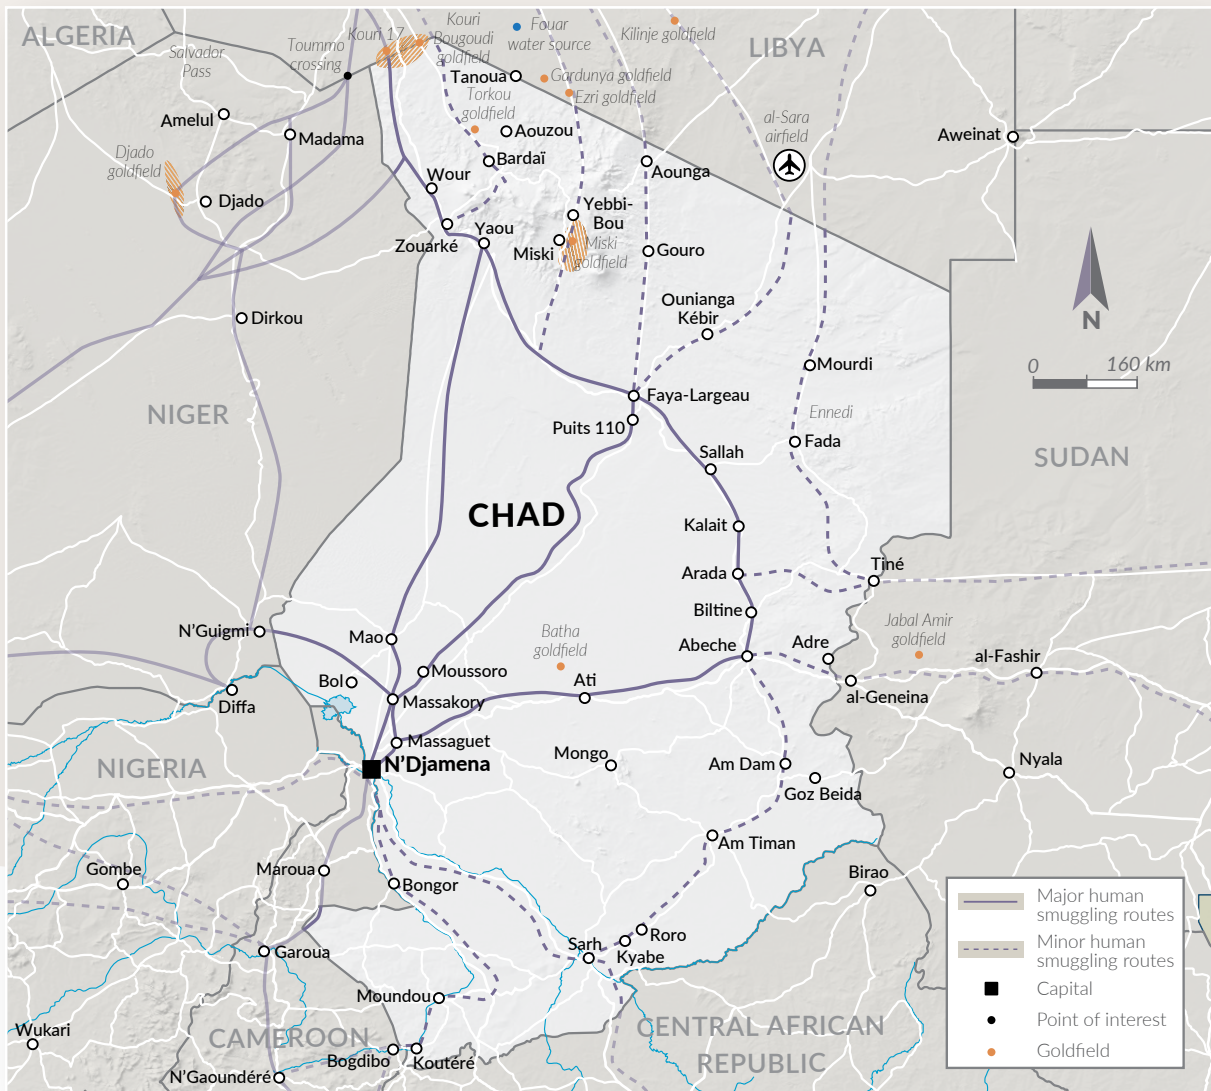 ALGERIA
Salvador
Pass
Toummo
crossing
Kouri 17
Kouri
Bougoudi
goldfield
Fouar
water source
Kilinje goldfield
LIBYA
Tanoua
Gardunya goldfield
Ezri goldfield
Torkou
goldfield
Amelul
Madama
Aouzou
al-Sara
airfield
Aweinat
Djado
goldfield
Bardaï
Wour
Aounga
Djado
Yebbi-
Bou
Zouarké
Yaou
Miski
Miski
goldfield
Gouro
Ounianga
Kébir
N
Dirkou
0
160 km
Mourdi
NIGER
Faya-Largeau
Ennedi
Puits 110
Fada
Sallah
SUDAN
CHAD
Kalait
Arada
Tiné
Biltine
N'Guigmi
Mao
Batha
goldfield
Abeche
Adre
Jabal Amir
goldfield
al-Fashir
Moussoro
Bol
Ati
Diffa
Massakory
al-Geneina
Massaguet
Mongo
NIGERIA
N'Djamena
Am Dam
Nyala
Goz Beida
Am Timan
Gombe
Maroua
Bongor
Birao
Major human
smuggling routes
Roro
Sarh
Kyabe
Minor human
smuggling routes
Garoua
Capital
Moundou
Point of interest
Wukari
CAMEROON
CENTRAL AFRICAN
REPUBLIC
Goldfield
Bogdibo
Koutéré
N'Gaoundéré